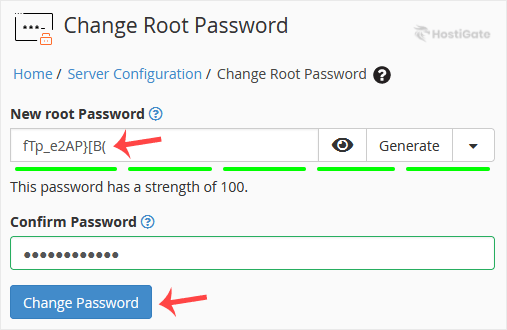 Change Root Password
HostiGate
Home / Server Configuration / Change Root Password ?
New root Password ?
fTp_e2AP}[B(
Generate
This password has a strength of 100.
Confirm Password ?
••••••••••••
Change Password